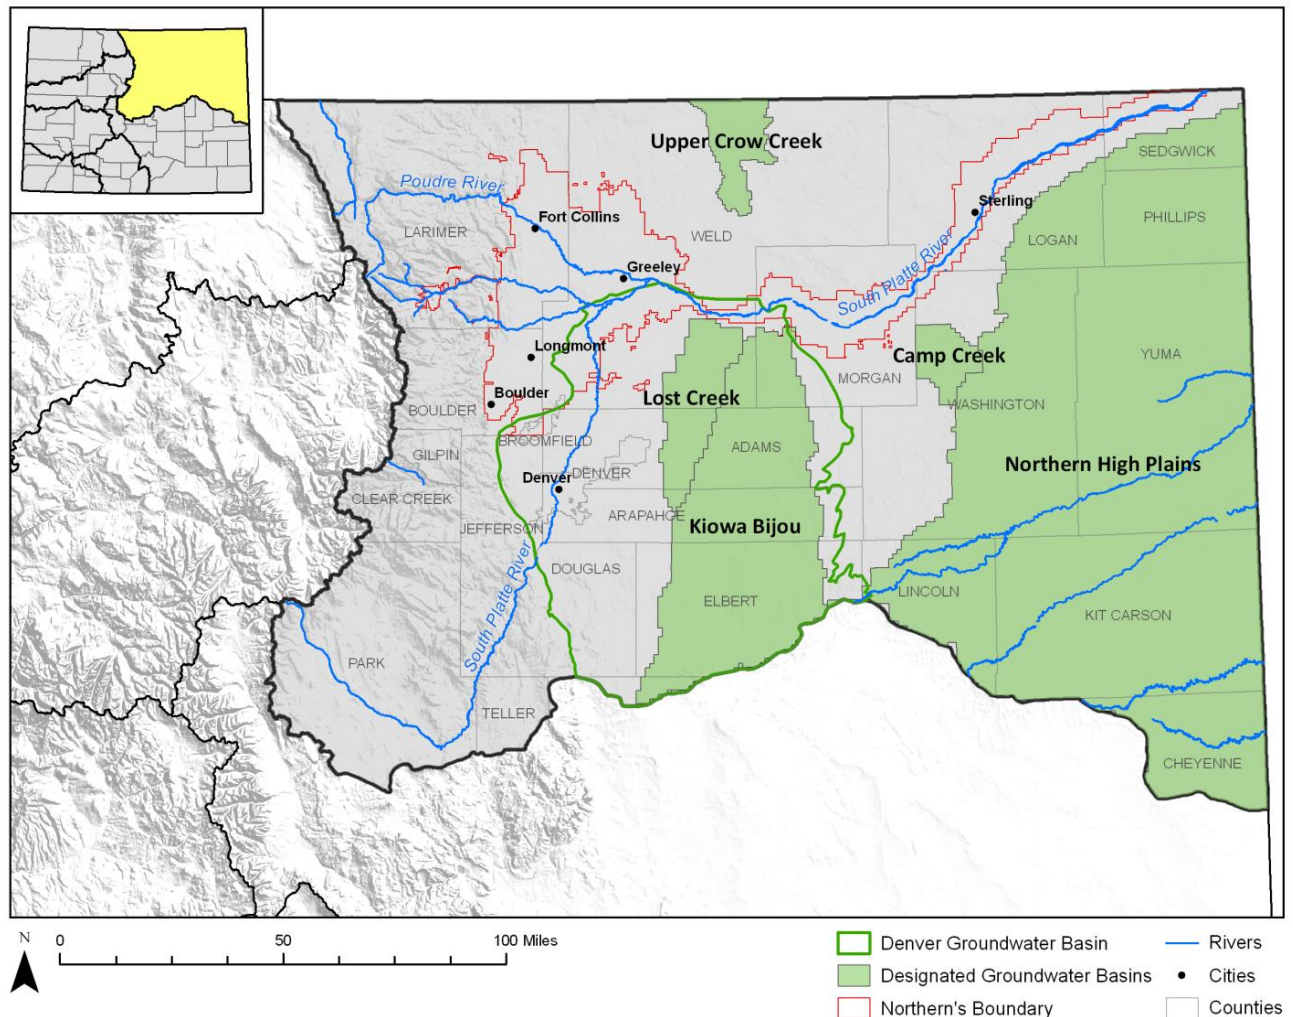 Upper Crow Creek
SEDGWICK
Poudre River
Sterling
Fort Collins
PHILLIPS
LARIMER
WELD
LOGAN
Greeley
South Platte River
Longmont
Camp Creek
YUMA
MORGAN
Boulder
Lost Creek
BOULDER
WASHINGTON
BROOMFIELD
ADAMS
GILPIN
Northern High Plains
Denver
DENVER
CLEAR CREEK
ARAPAHOE
JEFFERSON
Kiowa Bijou
DOUGLAS
South Platte River
LINCOLN
ELBERT
KIT CARSON
PARK
TELLER
CHEYENNE
N
0 50 100 Miles
Denver Groundwater Basin
Rivers
Designated Groundwater Basins
Cities
Northern's Boundary
Counties